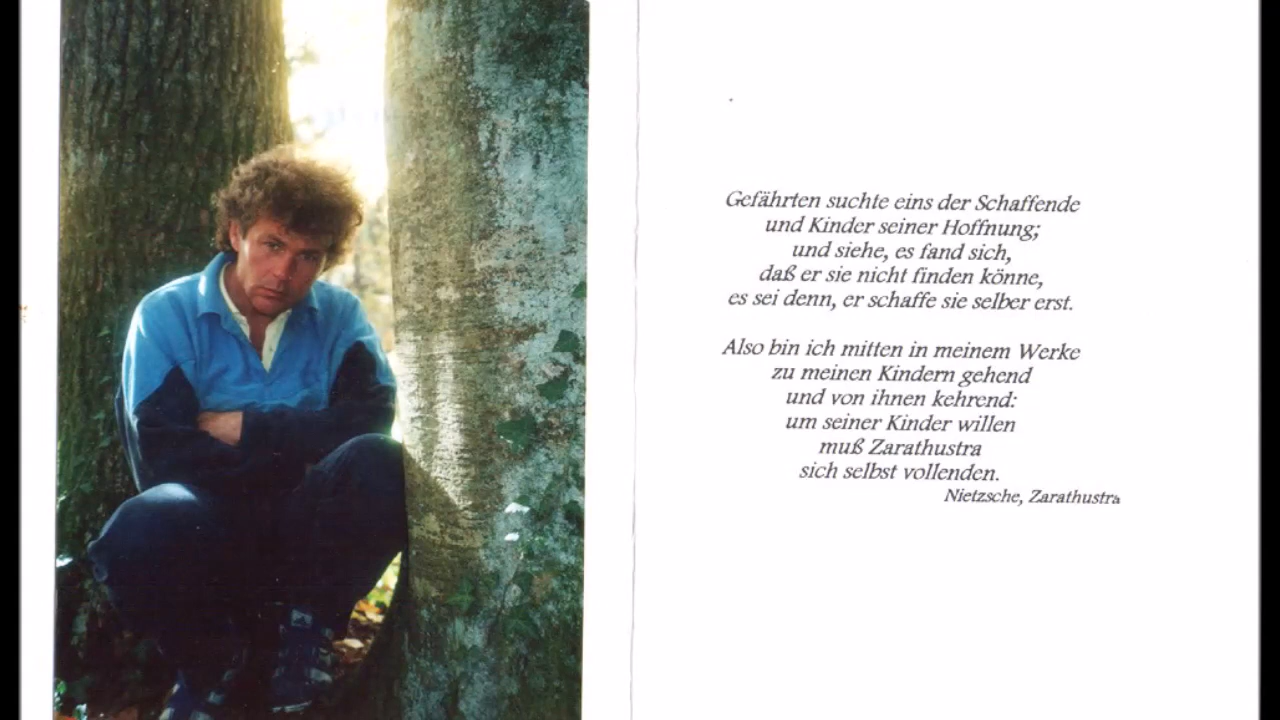 Gefährten suchte eins der Schaffende
und Kinder seiner Hoffnung;
und siehe, es fand sich,
daß er sie nicht finden könne,
es sei denn, er schaffe sie selber erst.
Also bin ich mitten in meinem Werke
zu meinen Kindern gehend
und von ihnen kehrend:
um seiner Kinder willen
muß Zarathustra
sich selbst vollenden.
Nietzsche, Zarathustra